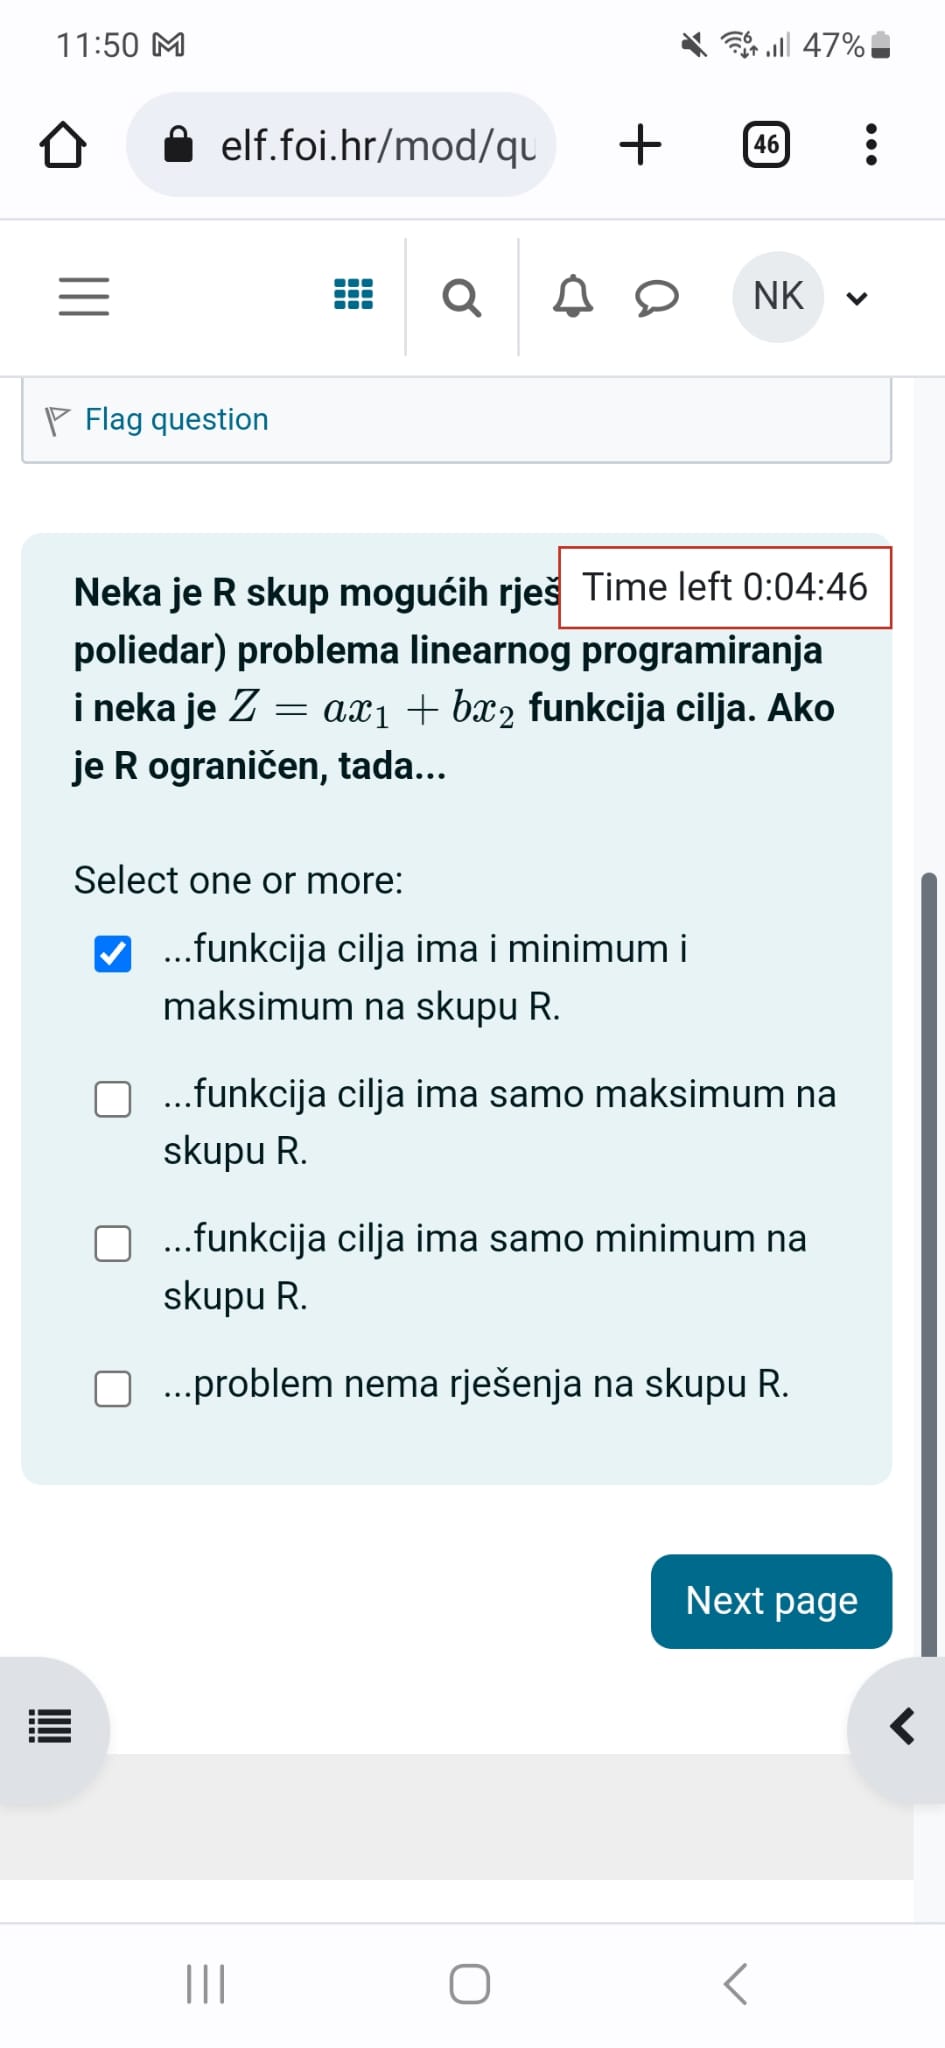 11:50
6 47%
elf.foi.hr/mod/qu
46
NK
Flag question
Neka je R skup mogućih rješ
Time left 0:04:46
poliedar) problema linearnog programiranja
i neka je Z = ax₁ + bx₂ funkcija cilja. Ako
je R ograničen, tada...
Select one or more:
...funkcija cilja ima i minimum i
maksimum na skupu R.
...funkcija cilja ima samo maksimum na
skupu R.
...funkcija cilja ima samo minimum na
skupu R.
...problem nema rješenja na skupu R.
Next page